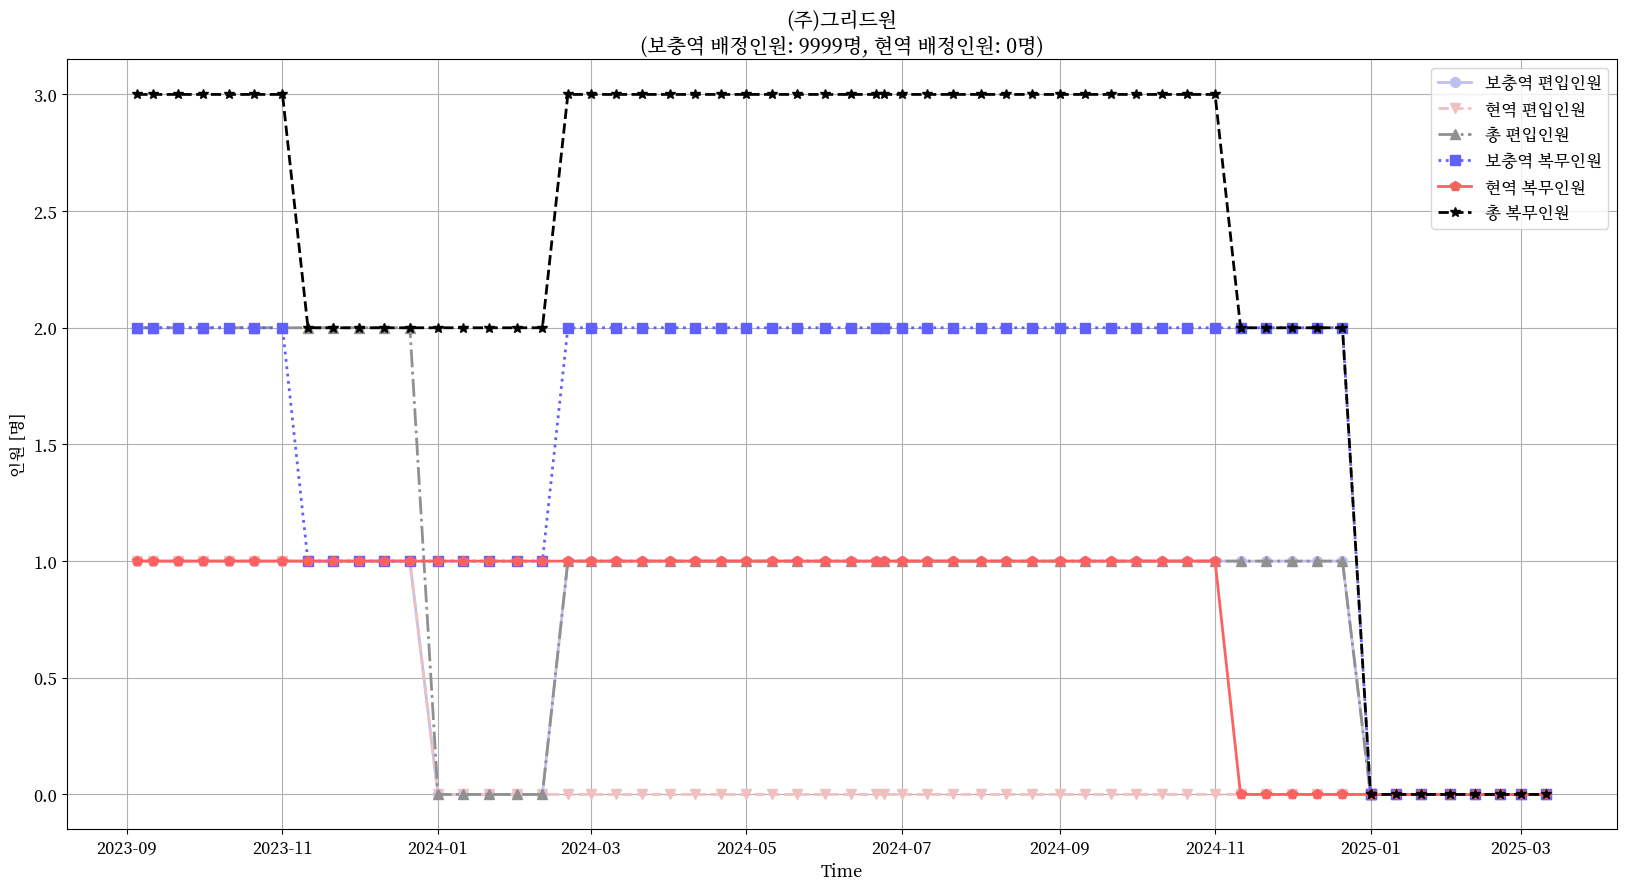 (주)그리드원
(보충역 배정인원: 9999명, 현역 배정인원: 0명)
보충역 편입인원
현역 편입인원
총 편입인원
보충역 복무인원
현역 복무인원
총 복무인원
인원 [명]
3.0
2.5
2.0
1.5
1.0
0.5
0.0
2023-09 2023-11 2024-01 2024-03 2024-05 2024-07 2024-09 2024-11 2025-01 2025-03
Time